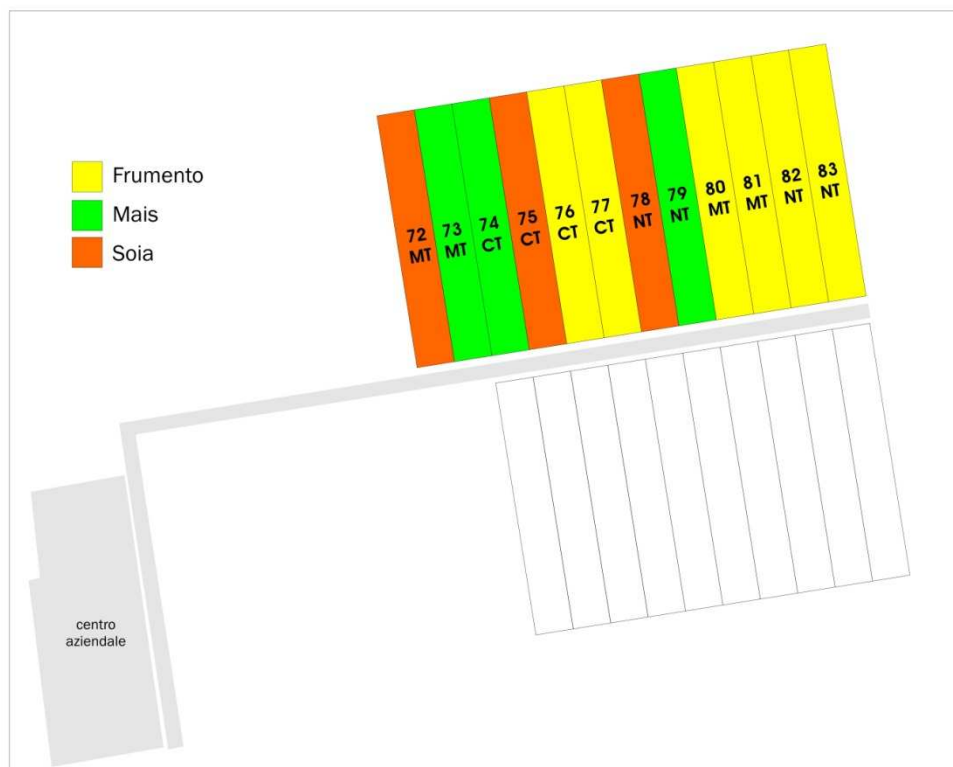 Frumento
Mais
Soia
72
MT
73
MT
74
CT
75
CT
76
CT
77
CT
78
NT
79
NT
80
MT
81
MT
82
NT
83
NT
centro
aziendale